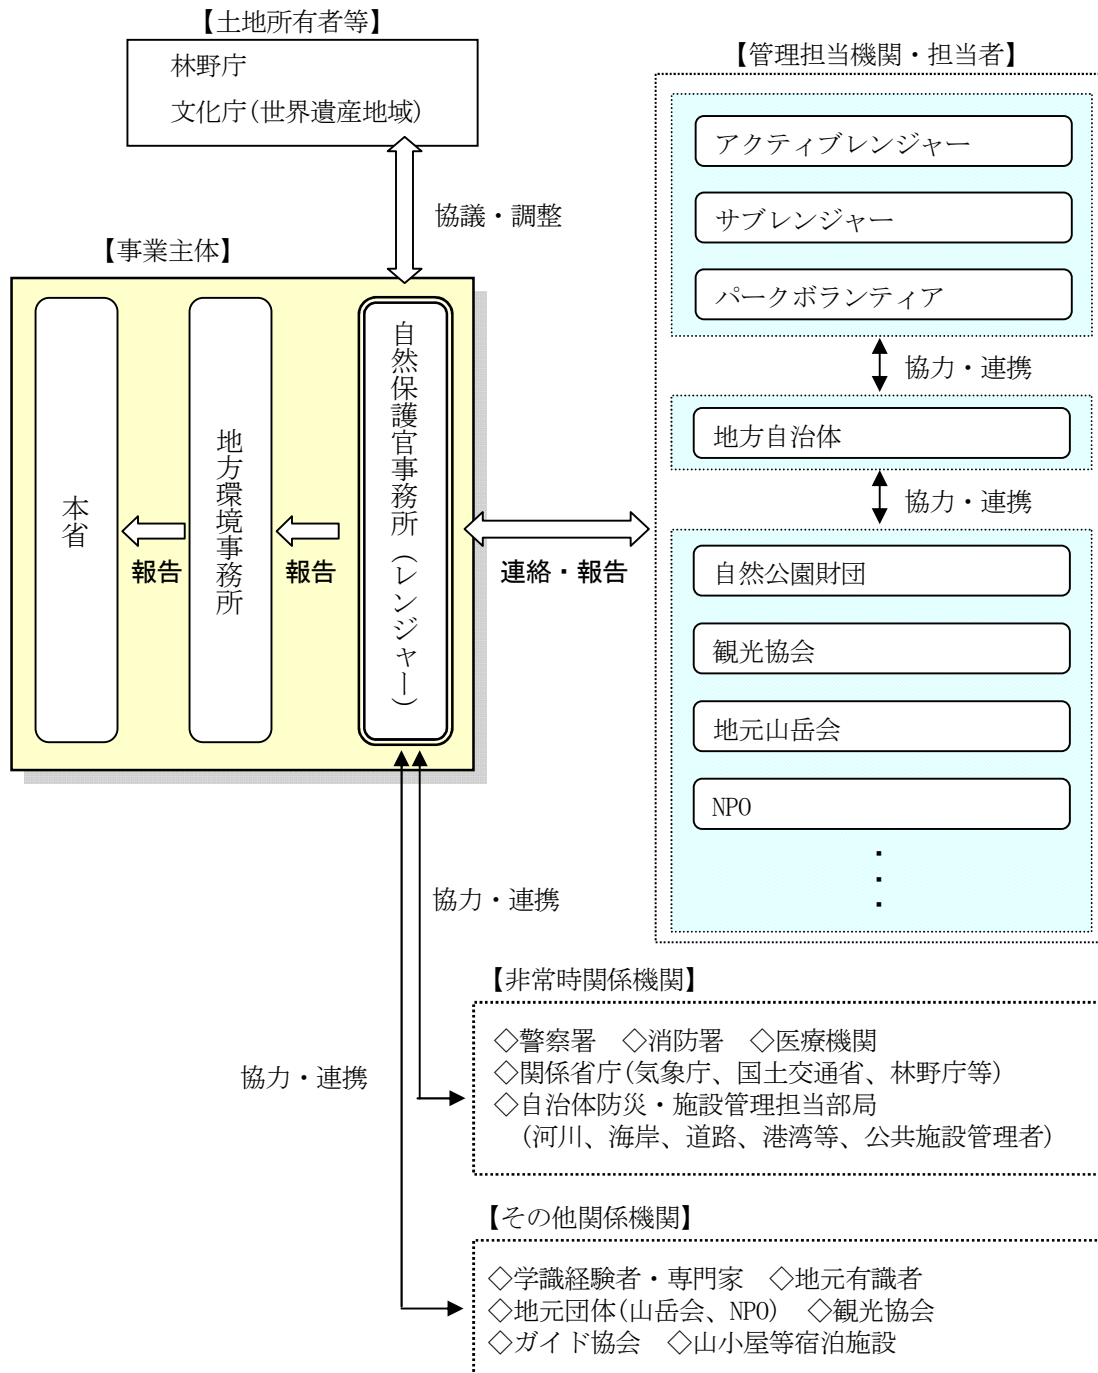 【土地所有者等】
林野庁
文化庁(世界遺産地域)
協議・調整
【事業主体】
本省
報告
地方環境事務所
報告
自然保護官事務所（レンジャー）
連絡・報告
【管理担当機関・担当者】
アクティブレンジャー
サブレンジャー
パークボランティア
協力・連携
地方自治体
協力・連携
自然公園財団
観光協会
地元山岳会
NPO
・
・
・
協力・連携
【非常時関係機関】
◇警察署　◇消防署　◇医療機関
◇関係省庁(気象庁、国土交通省、林野庁等)
◇自治体防災・施設管理担当部局
(河川、海岸、道路、港湾等、公共施設管理者)
協力・連携
【その他関係機関】
◇学識経験者・専門家　◇地元有識者
◇地元団体(山岳会、NPO)　◇観光協会
◇ガイド協会　◇山小屋等宿泊施設